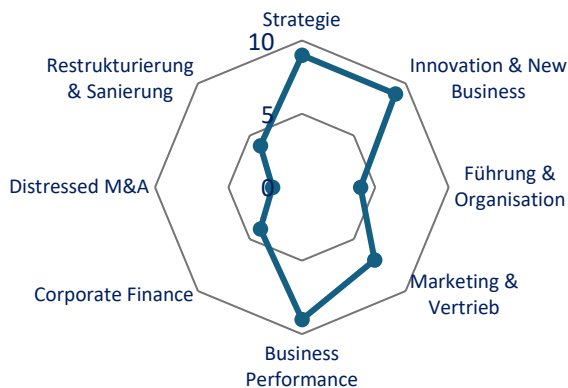 Strategie
10
Restrukturierung
& Sanierung
Innovation & New
Business
5
Distressed M&A
0
Führung &
Organisation
Corporate Finance
Marketing &
Vertrieb
Business
Performance